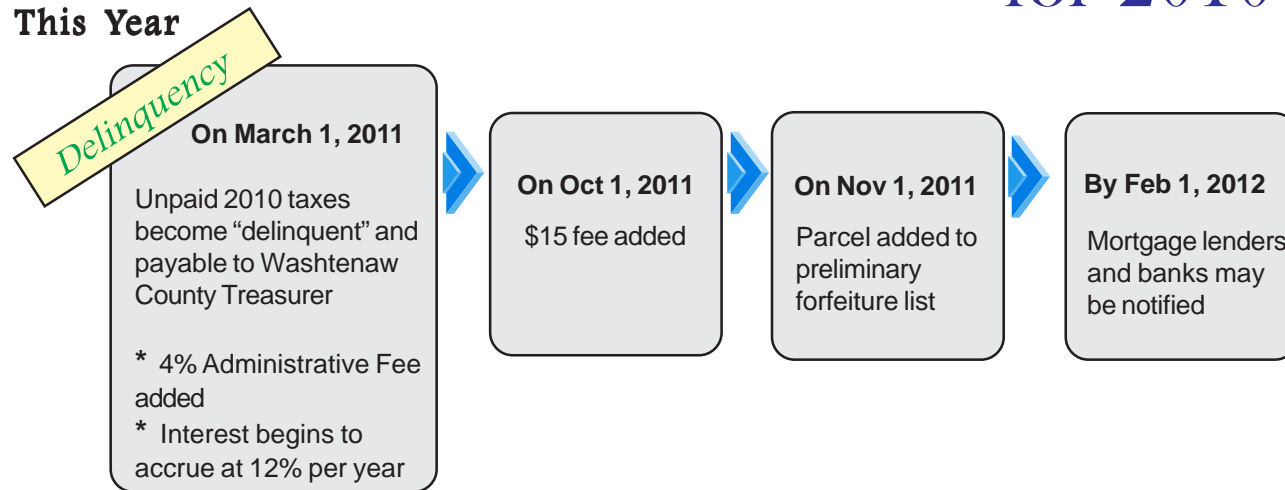 for 2010
This Year
Delinquency
On March 1, 2011
Unpaid 2010 taxes
become “delinquent” and
payable to Washtenaw
County Treasurer
* 4% Administrative Fee
added
* Interest begins to
accrue at 12% per year
On Oct 1, 2011
$15 fee added
On Nov 1, 2011
Parcel added to
preliminary
forfeiture list
By Feb 1, 2012
Mortgage lenders
and banks may
be notified